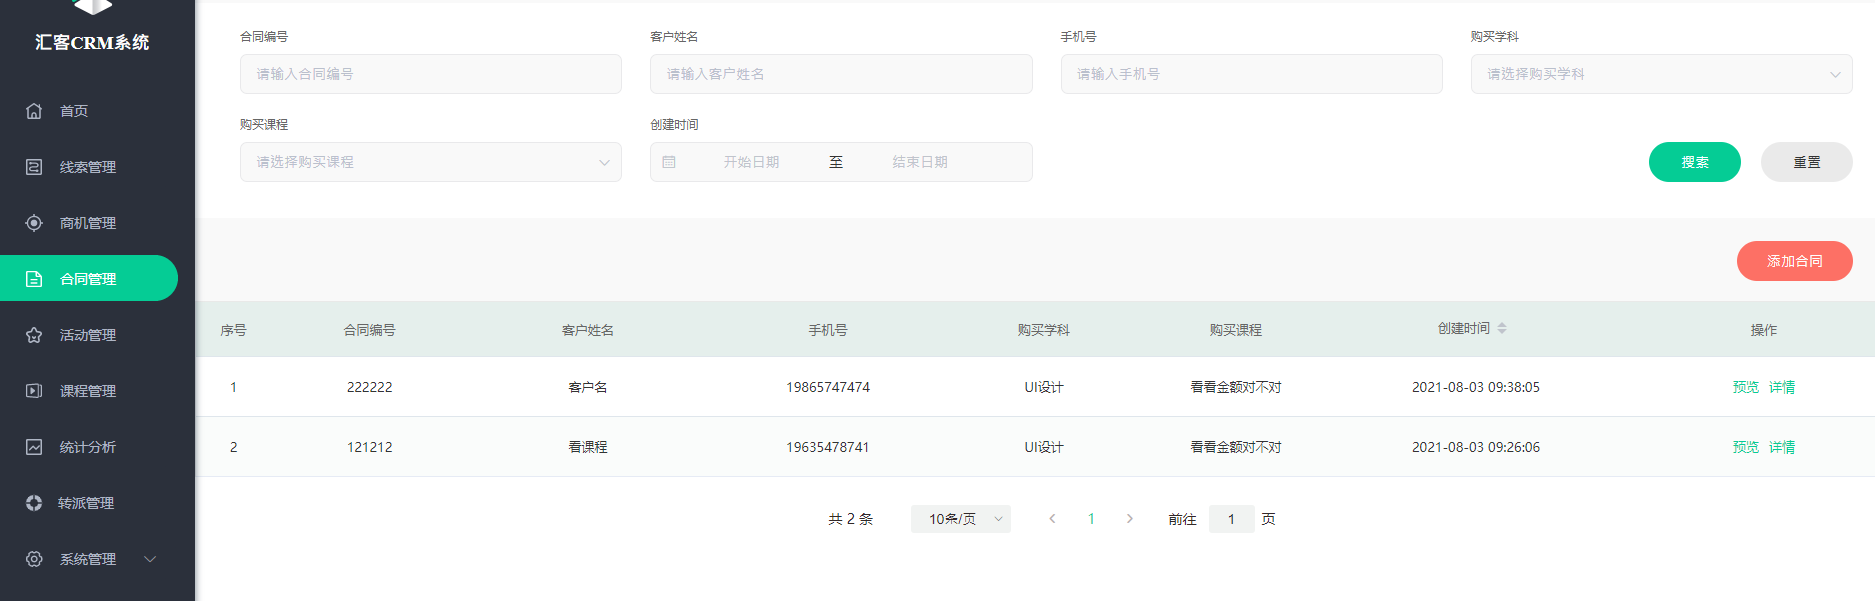 汇客CRM系统
首页
线索管理
商机管理
合同管理
活动管理
课程管理
统计分析
转派管理
系统管理
合同编号 客户姓名 手机号 购买学科
请输入合同编号 请输入客户姓名 请输入手机号 请选择购买学科
购买课程 创建时间
请选择购买课程 开始日期 至 结束日期 搜索 重置
添加合同
序号 合同编号 客户姓名 手机号 购买学科 购买课程 创建时间 操作
1 222222 客户名 19865747474 UI设计 看看金额对不对 2021-08-03 09:38:05 预览 详情
2 121212 看课程 19635478741 UI设计 看看金额对不对 2021-08-03 09:26:06 预览 详情
共 2 条 10条/页 1 前往 1 页